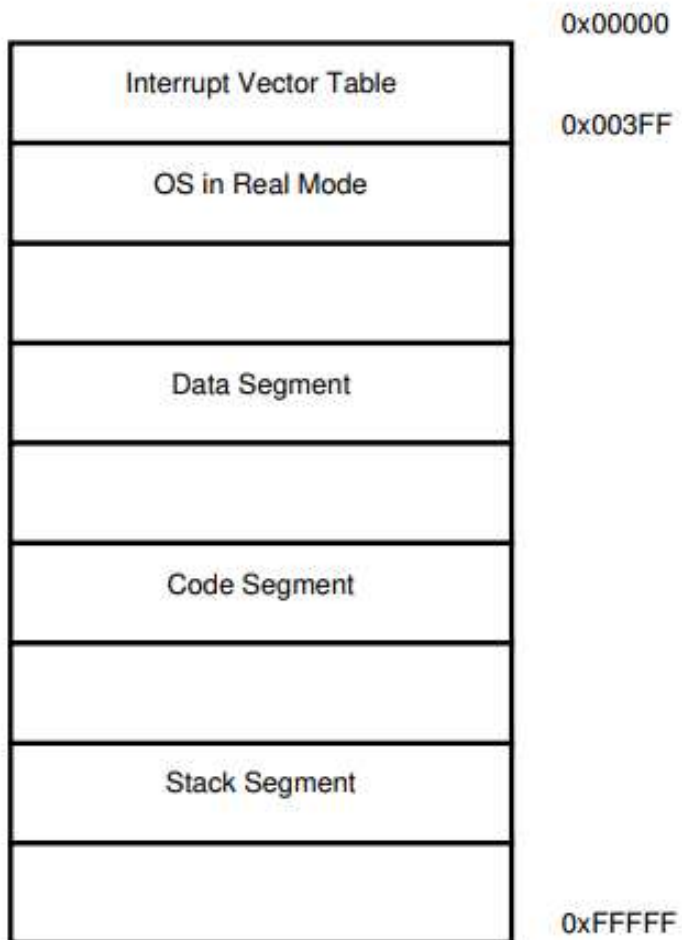 0x00000
Interrupt Vector Table
0x003FF
OS in Real Mode
Data Segment
Code Segment
Stack Segment
0xFFFFF